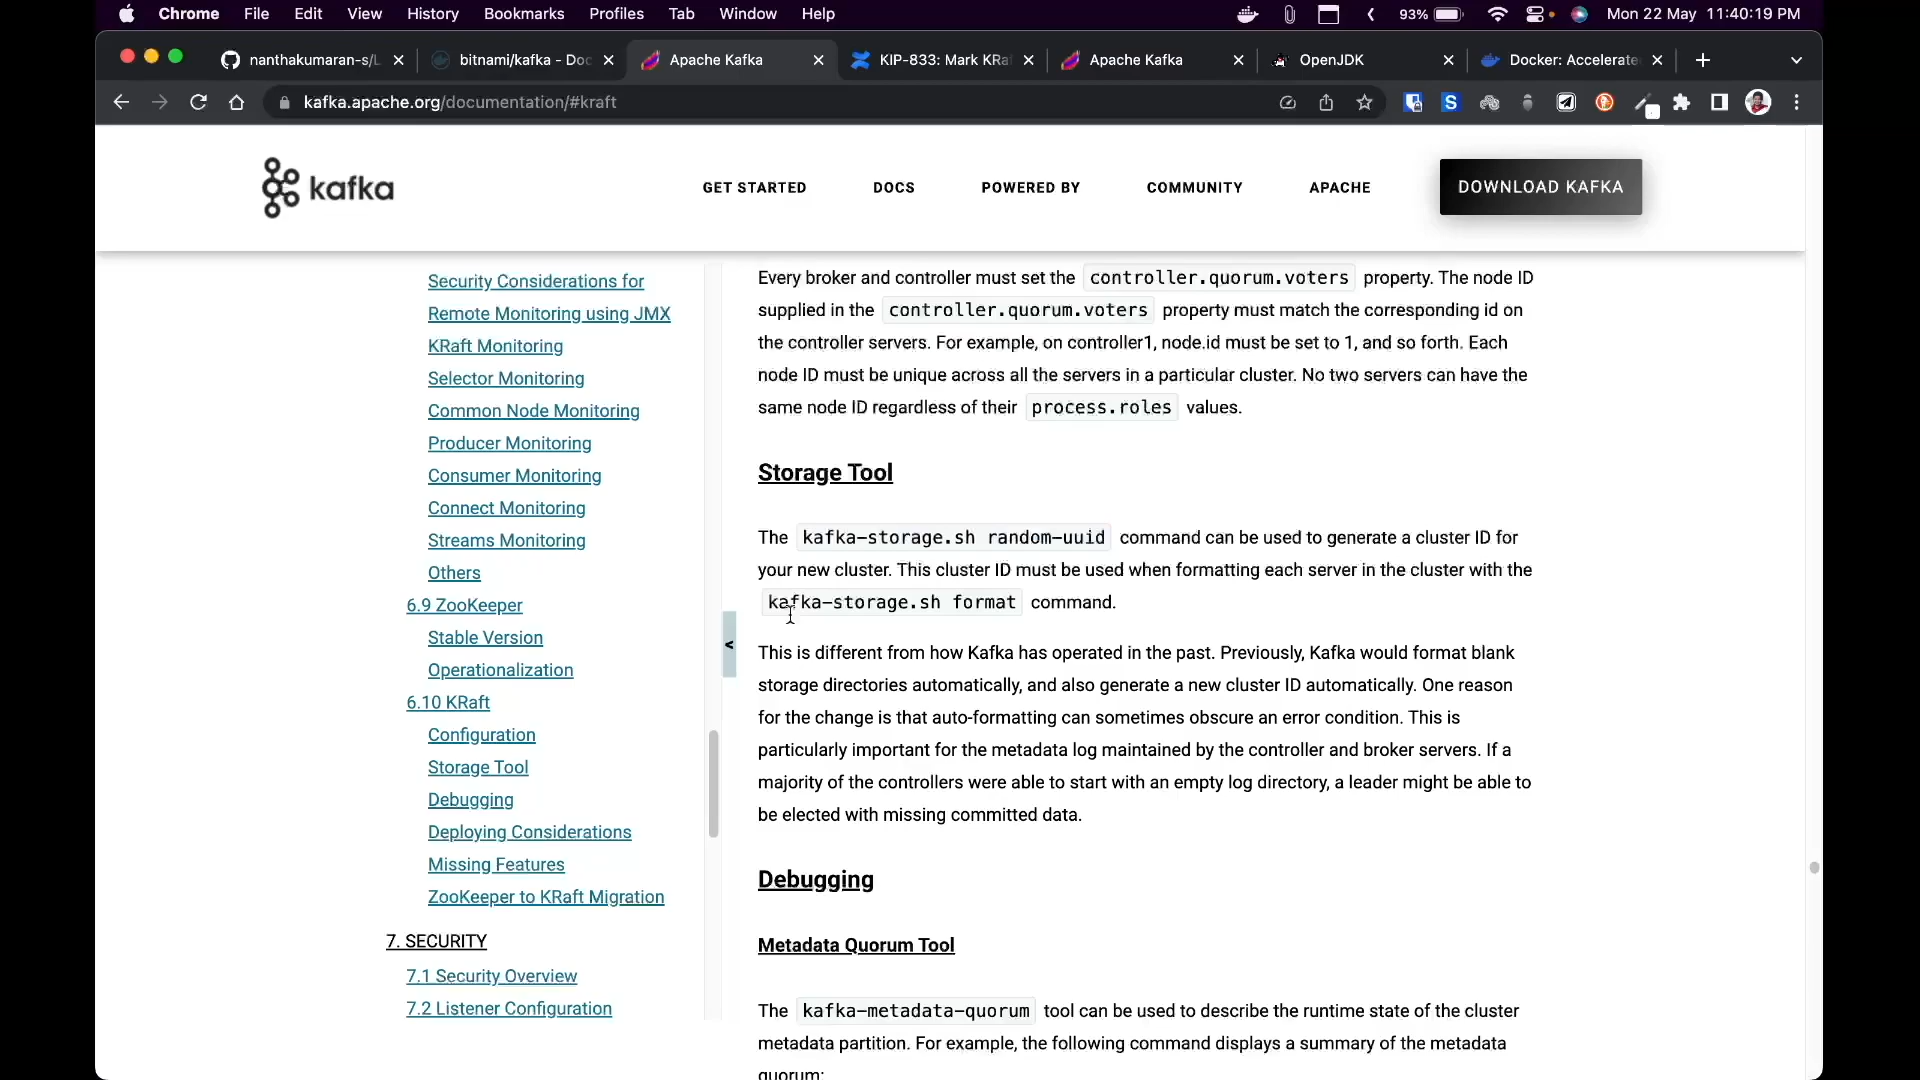 Chrome File Edit View History Bookmarks Profiles Tab Window Help 93% Mon 22 May 11:40:19 PM
nanthakumaran-s/L bitnami/kafka - Doc Apache Kafka KIP-833: Mark KRa Apache Kafka OpenJDK Docker: Accelerate
kafka.apache.org/documentation/#kraft
kafka GET STARTED DOCS POWERED BY COMMUNITY APACHE DOWNLOAD KAFKA
Security Considerations for
Remote Monitoring using JMX
KRaft Monitoring
Selector Monitoring
Common Node Monitoring
Producer Monitoring
Consumer Monitoring
Connect Monitoring
Streams Monitoring
Others
6.9 ZooKeeper
Stable Version
Operationalization
6.10 KRaft
Configuration
Storage Tool
Debugging
Deploying Considerations
Missing Features
ZooKeeper to KRaft Migration
7. SECURITY
7.1 Security Overview
7.2 Listener Configuration
<
Every broker and controller must set the controller.quorum.voters property. The node ID
supplied in the controller.quorum.voters property must match the corresponding id on
the controller servers. For example, on controller1, node.id must be set to 1, and so forth. Each
node ID must be unique across all the servers in a particular cluster. No two servers can have the
same node ID regardless of their process.roles values.
Storage Tool
The kafka-storage.sh random-uuid command can be used to generate a cluster ID for
your new cluster. This cluster ID must be used when formatting each server in the cluster with the
kafka-storage.sh format command.
This is different from how Kafka has operated in the past. Previously, Kafka would format blank
storage directories automatically, and also generate a new cluster ID automatically. One reason
for the change is that auto-formatting can sometimes obscure an error condition. This is
particularly important for the metadata log maintained by the controller and broker servers. If a
majority of the controllers were able to start with an empty log directory, a leader might be able to
be elected with missing committed data.
Debugging
Metadata Quorum Tool
The kafka-metadata-quorum tool can be used to describe the runtime state of the cluster
metadata partition. For example, the following command displays a summary of the metadata
quorum: